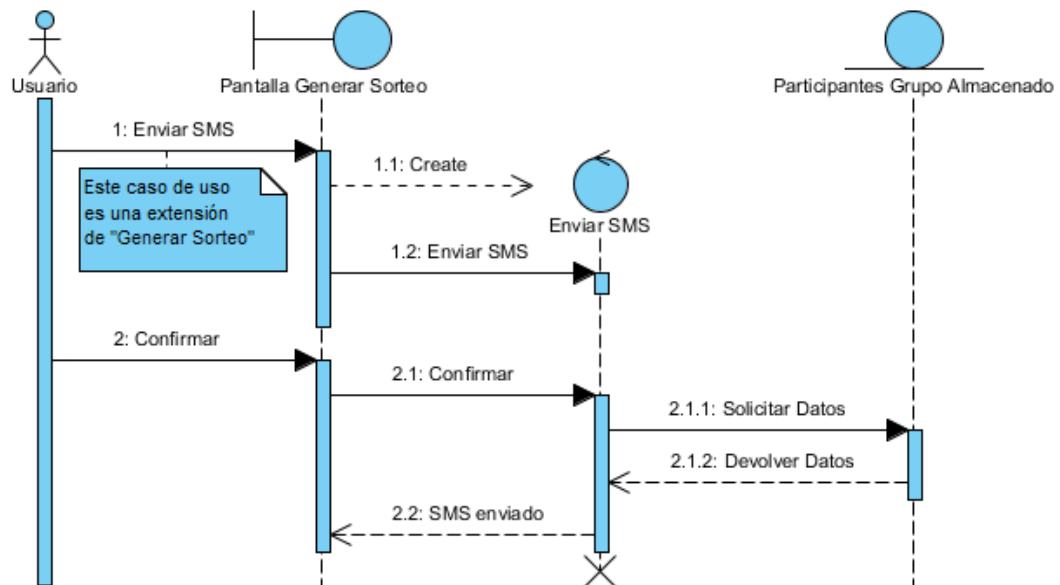 Usuario
Pantalla Generar Sorteo
Participantes Grupo Almacenado
1: Enviar SMS
1.1: Create
Este caso de uso
es una extensión
de "Generar Sorteo"
Enviar SMS
1.2: Enviar SMS
2: Confirmar
2.1: Confirmar
2.1.1: Solicitar Datos
2.1.2: Devolver Datos
2.2: SMS enviado